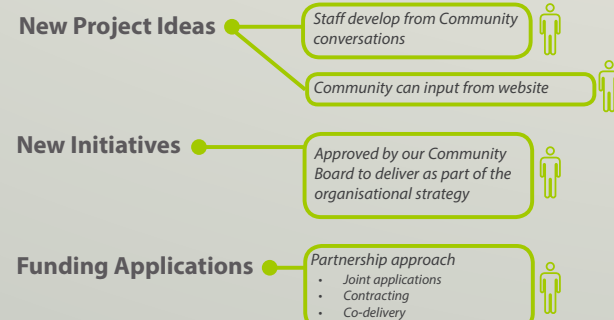 New Project Ideas
Staff develop from Community
conversations
Community can input from website
New Initiatives
Approved by our Community
Board to deliver as part of the
organisational strategy
Funding Applications
Partnership approach
• Joint applications
• Contracting
• Co-delivery